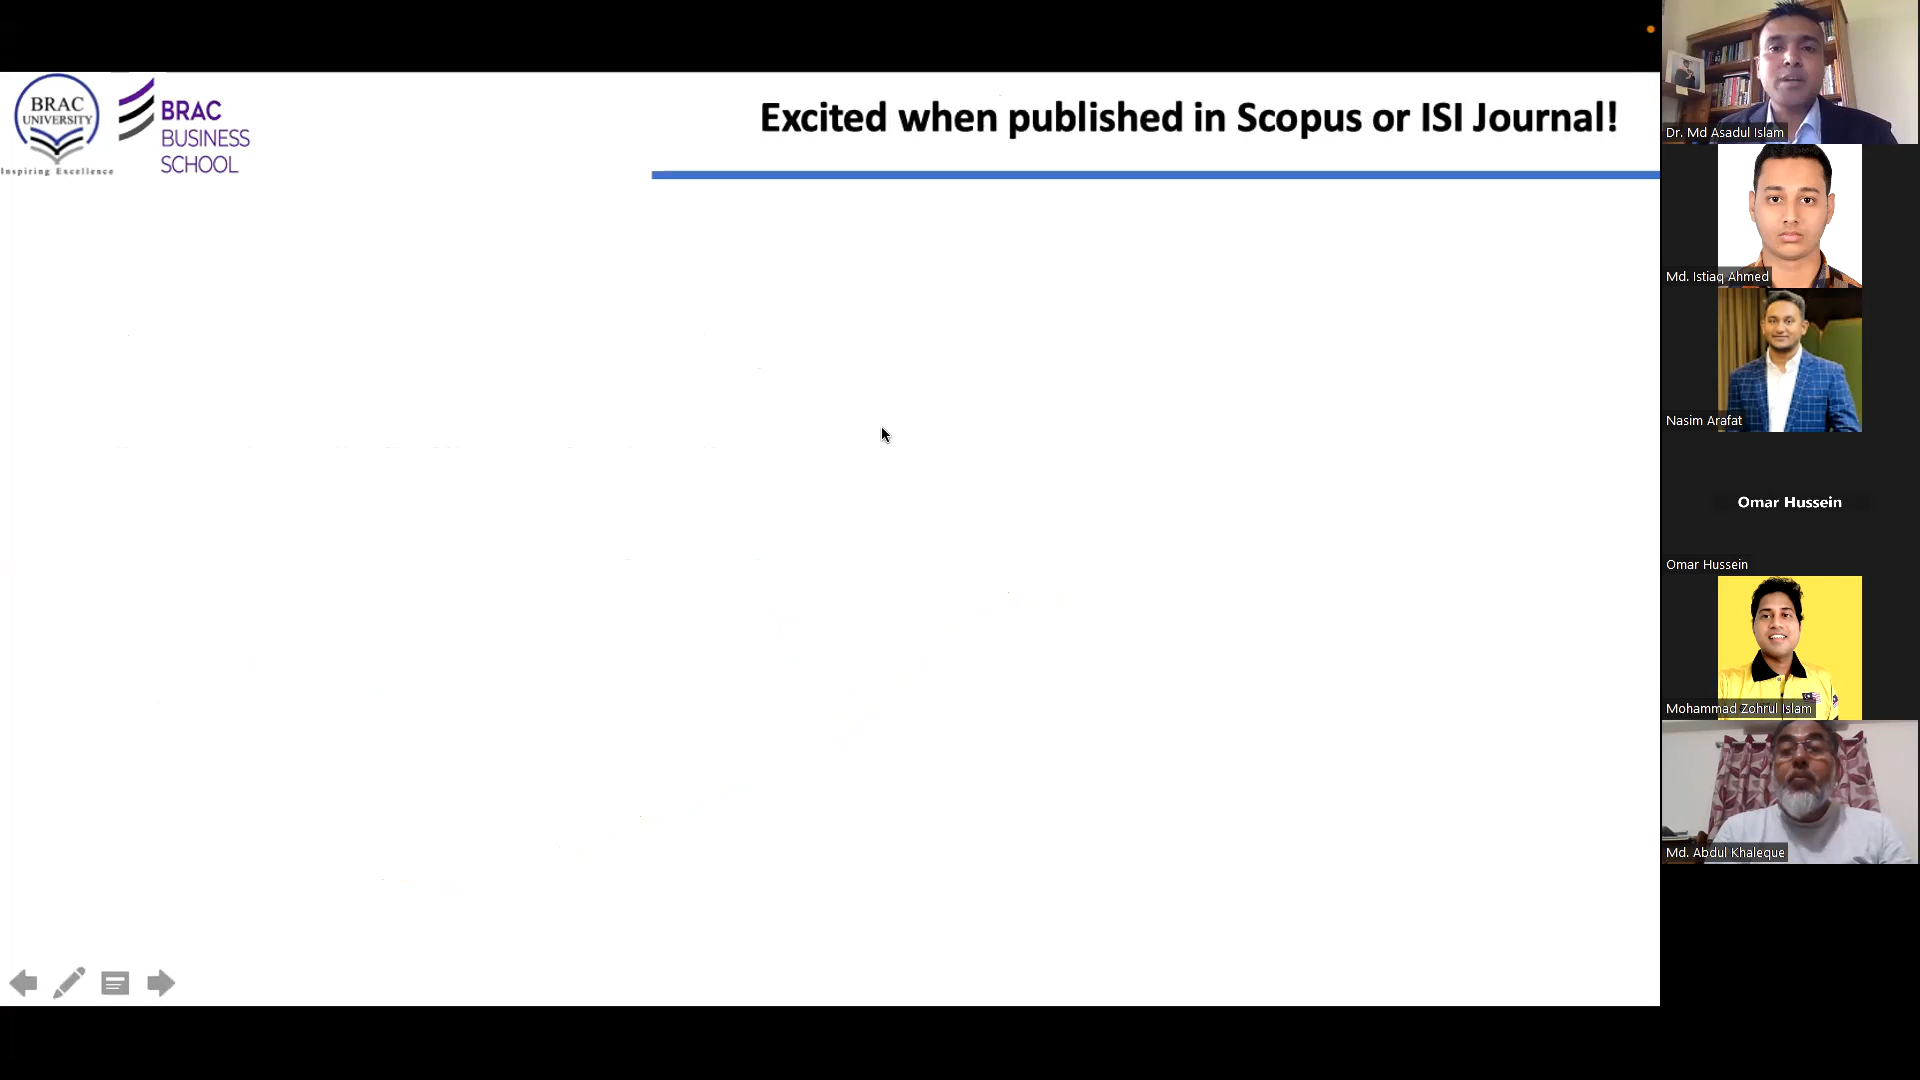 BRAC
UNIVERSITY
Inspiring Excellence
BRAC
BUSINESS
SCHOOL
Excited when published in Scopus or ISI Journal!
Dr. Md Asadul Islam
Md. Istiaq Ahmed
Nasim Arafat
Omar Hussein
Omar Hussein
Mohammad Zohrul Islam
Md. Abdul Khaleque